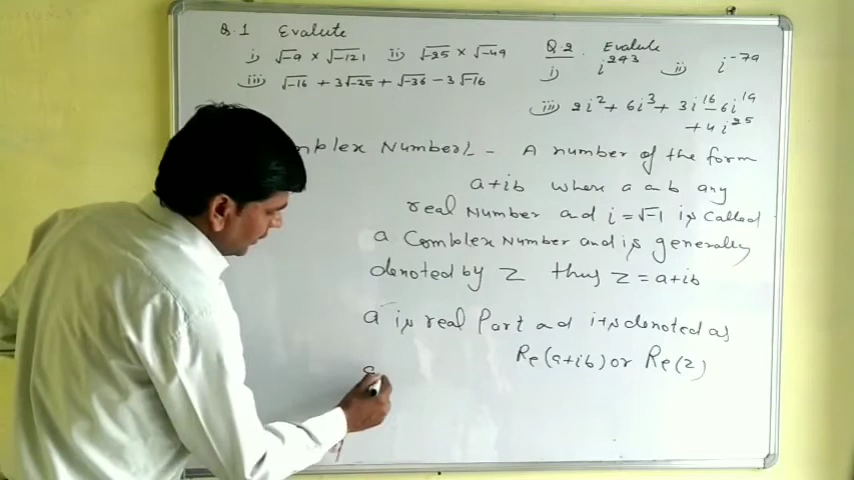 Q.1 Evalute
i) √-9 × √-121 ii) √-25 × √-49
iii) √-16 + 3√-25 + √-36 - 3√-16
Q.2. Evalute
i) i^243 ii) i^-79
iii) 2i^2 + 6i^3 + 3i^16 - 6i^19
+ 4i^25
mplex Number:- A number of the form
a+ib where a & b any
real Number and i = √-1 is called
a Complex Number and is generally
denoted by Z thus Z = a+ib
a is real Part and it is denoted as
Re(a+ib) or Re(z)